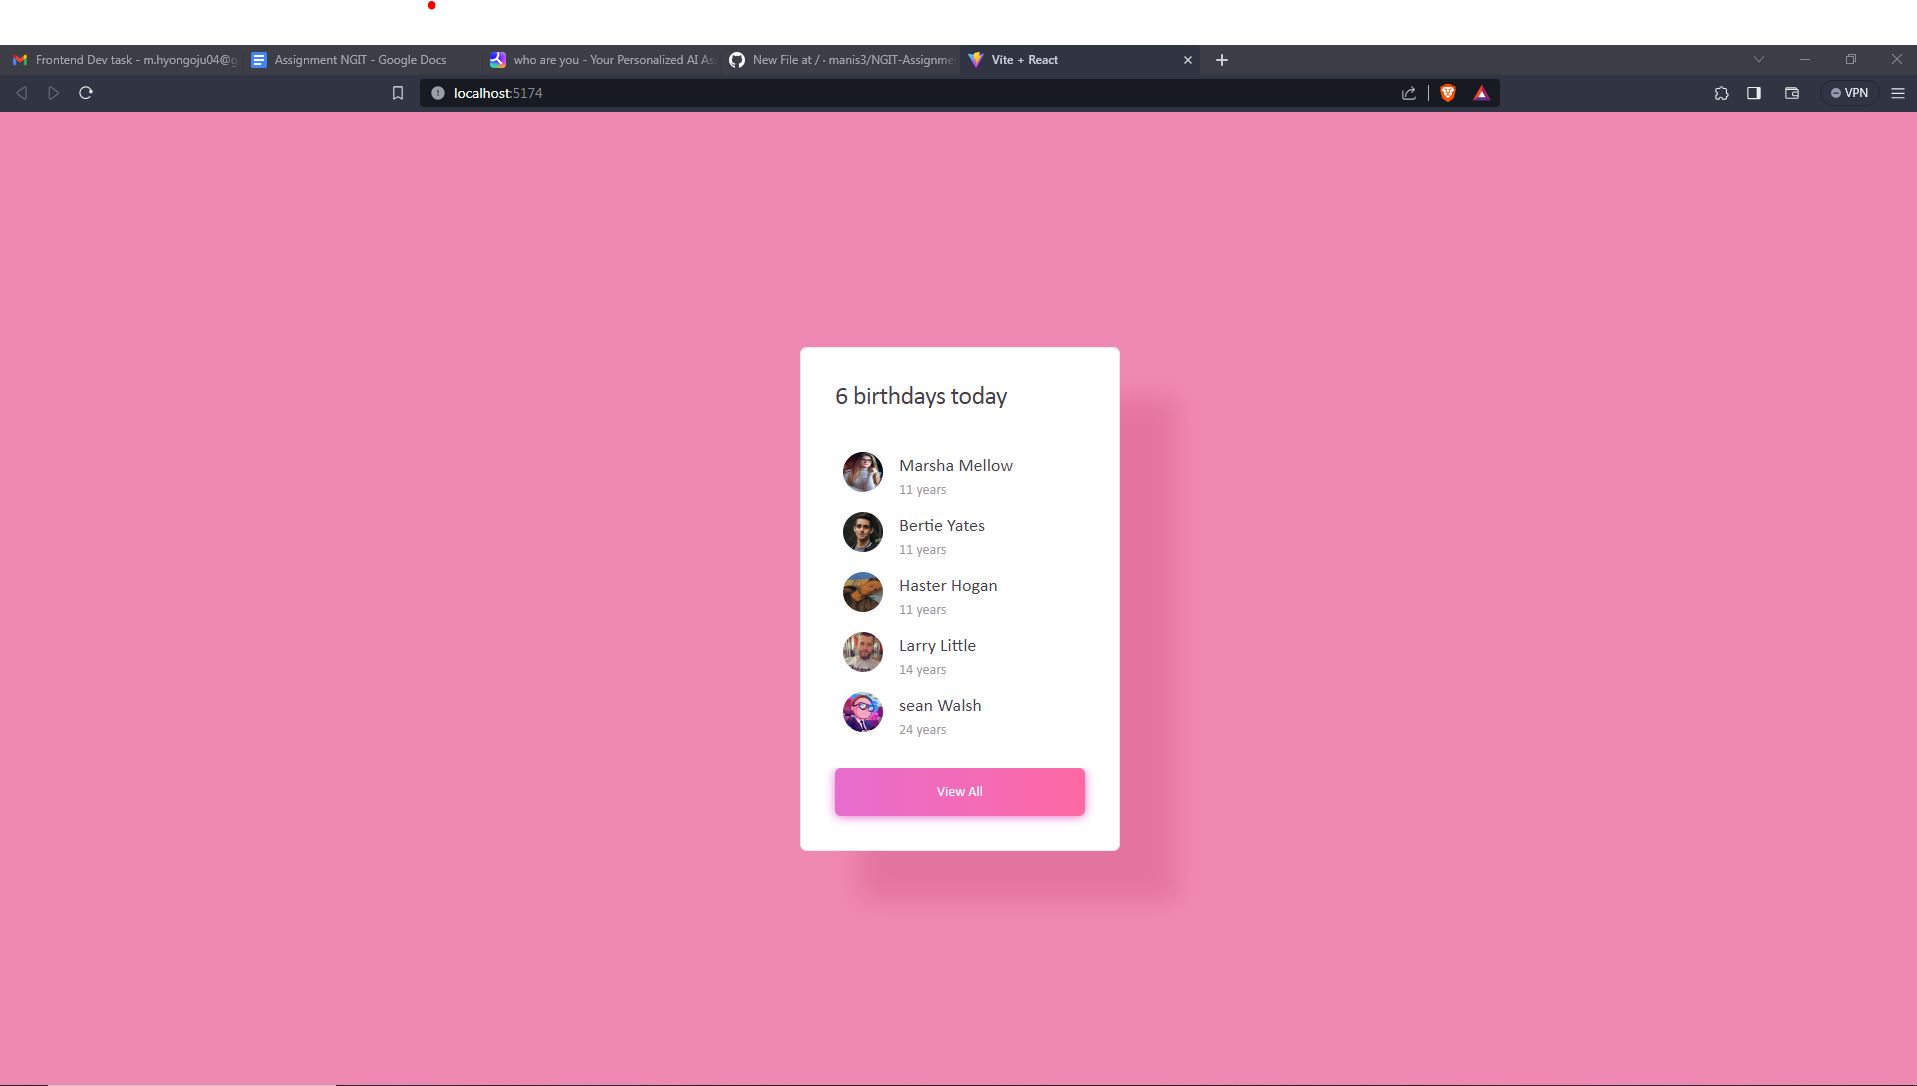 Frontend Dev task - m.hyongoju04@g
Assignment NGIT - Google Docs
who are you - Your Personalized AI As
New File at / · manis3/NGIT-Assignme
Vite + React
localhost:5174
VPN
6 birthdays today
Marsha Mellow
11 years
Bertie Yates
11 years
Haster Hogan
11 years
Larry Little
14 years
sean Walsh
24 years
View All